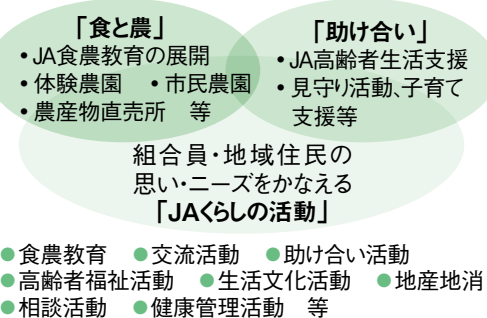 「食と農」
• JA食農教育の展開
• 体験農園　• 市民農園
• 農産物直売所　等
「助け合い」
• JA高齢者生活支援
• 見守り活動、子育て
支援等
組合員・地域住民の
思い・ニーズをかなえる
「JAくらしの活動」
●食農教育　●交流活動　●助け合い活動
●高齢者福祉活動　●生活文化活動　●地産地消
●相談活動　●健康管理活動　等